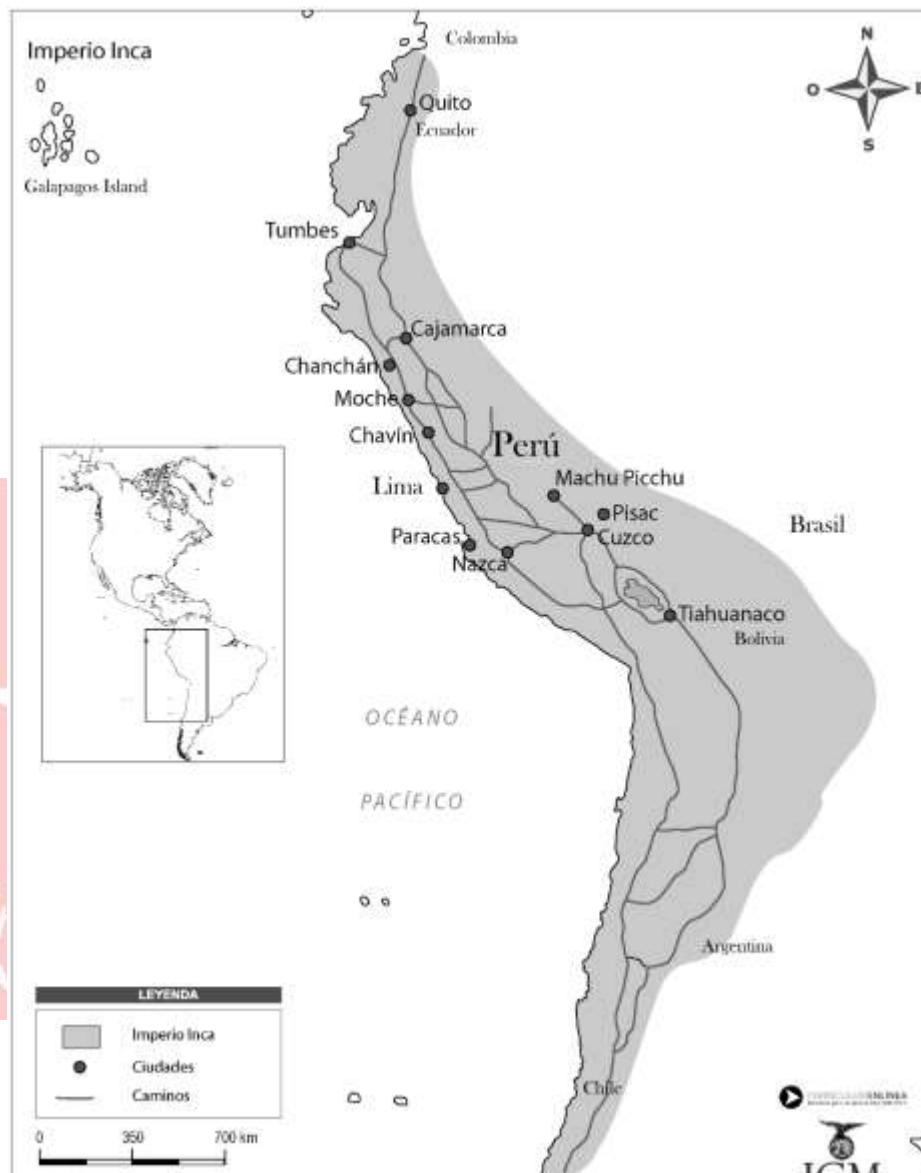 Imperio Inca
Colombia
N
O
E
S
Quito
Ecuador
Galapagos Island
Tumbes
Cajamarca
Chanchán
Moche
Chavín
Perú
Lima
Machu Picchu
Pisac
Cuzco
Brasil
Paracas
Nazca
Tiahuanaco
Bolivia
OCÉANO
PACÍFICO
Argentina
LEYENDA
Imperio Inca
Ciudades
Caminos
0 350 700 km
Chile